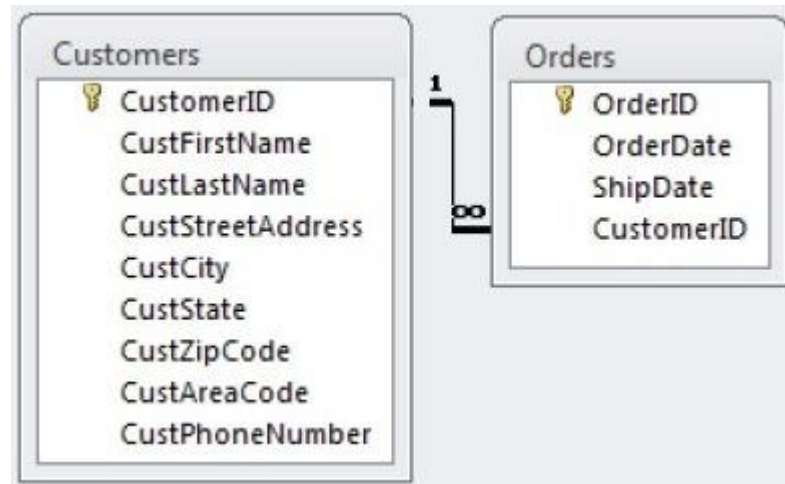 Customers
CustomerID
CustFirstName
CustLastName
CustStreetAddress
CustCity
CustState
CustZipCode
CustAreaCode
CustPhoneNumber
1
∞
Orders
OrderID
OrderDate
ShipDate
CustomerID